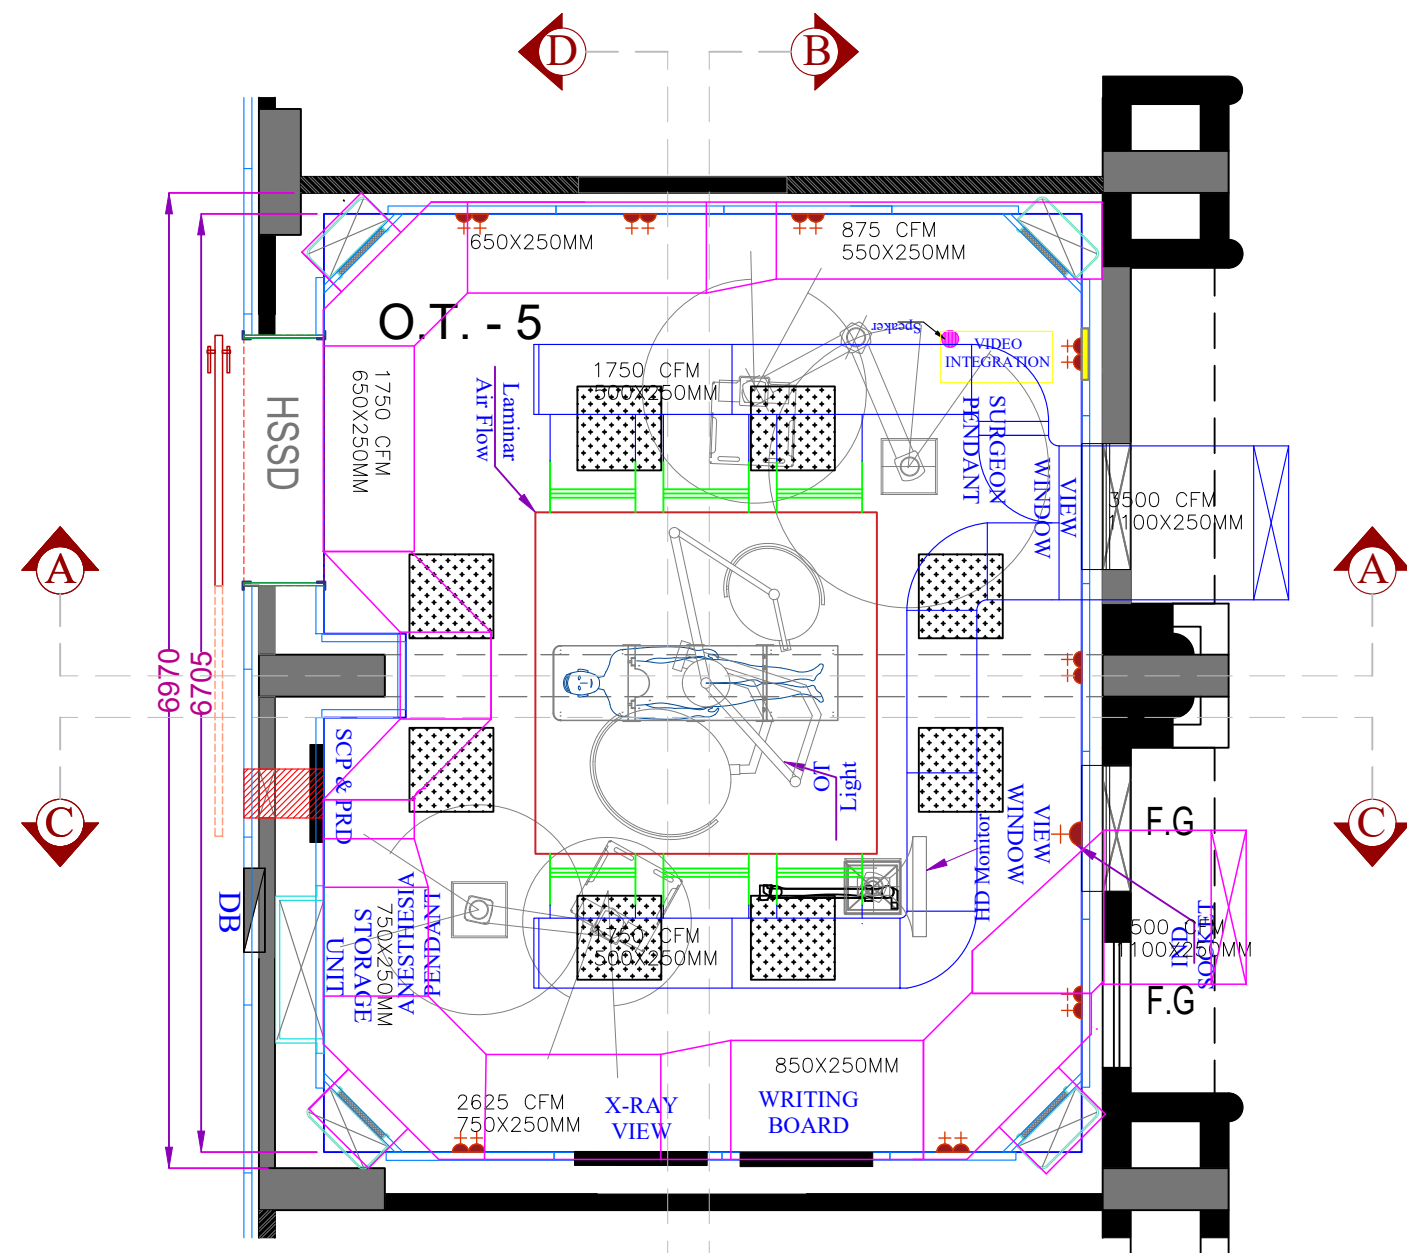 D
B
650X250MM
875 CFM
550X250MM
O.T. - 5
Speaker
VIDEO
INTEGRATION
1750 CFM
500X250MM
Laminar
Air Flow
1750 CFM
650X250MM
HSSD
SURGEON
PENDANT
VIEW
WINDOW
3500 CFM
1100X250MM
A
A
6970
6705
SCP & PRD
OT
Light
C
C
VIEW
WINDOW
HD Monitor
F.G
DB
ANESTHESIA
PENDANT
STORAGE
UNIT
750X250MM
1750 CFM
500X250MM
500 CFM
1100X250MM
IND
SOCKET
F.G
850X250MM
2625 CFM
750X250MM
X-RAY
VIEW
WRITING
BOARD